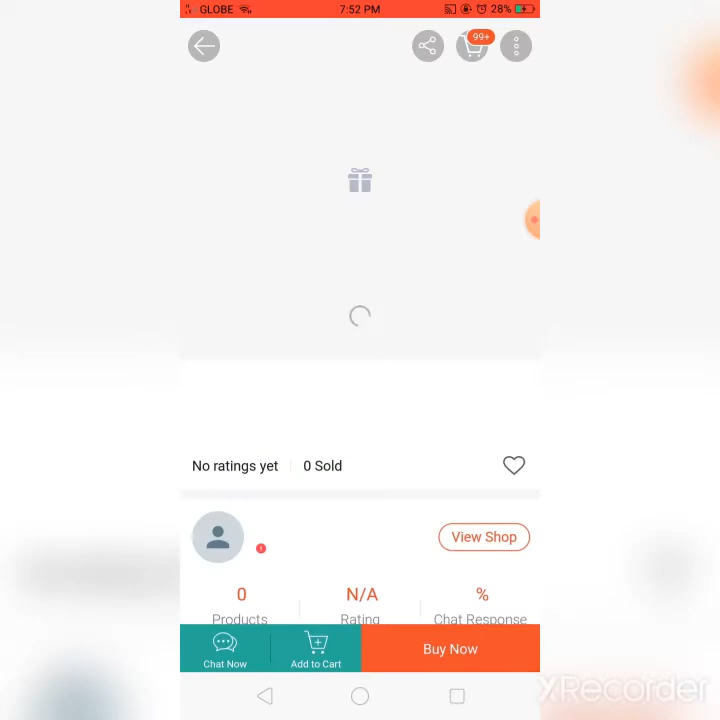 GLOBE 7:52 PM 28%
99+
No ratings yet 0 Sold
View Shop
0 N/A %
Products Rating Chat Response
Chat Now Add to Cart Buy Now
XRecorder